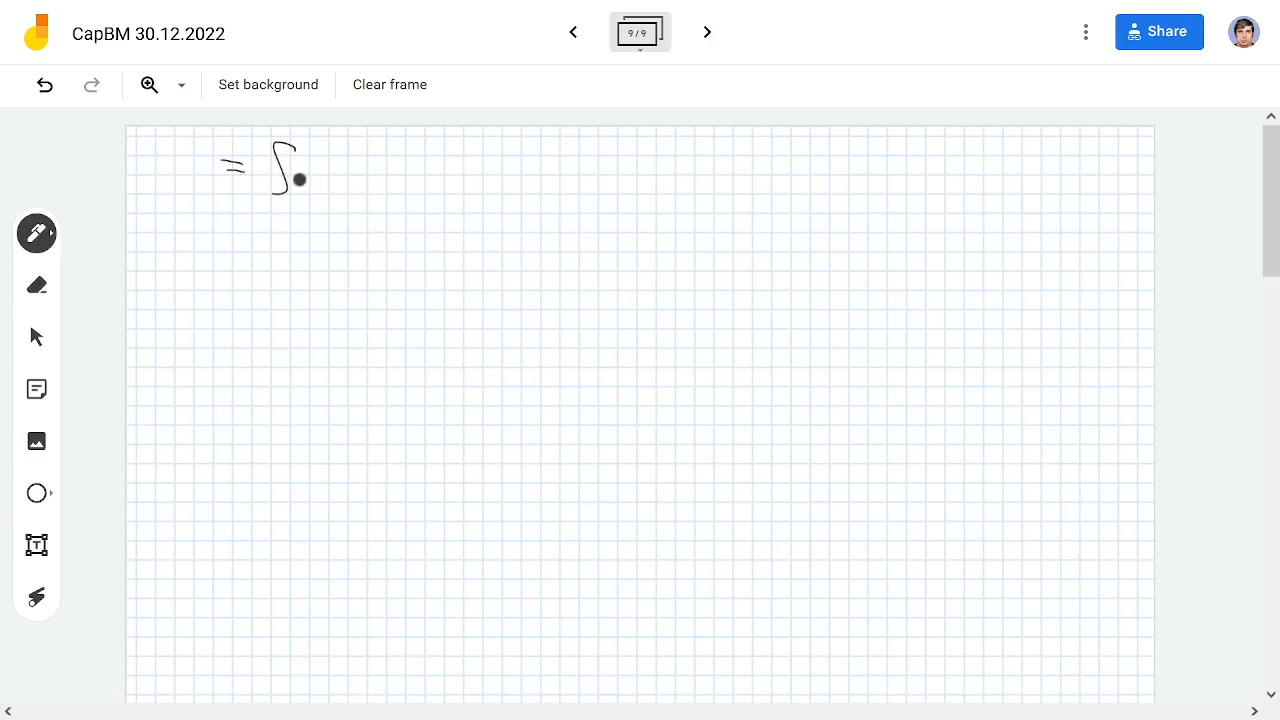 CapBM 30.12.2022
9 / 9
Share
Set background
Clear frame
= ∫
T